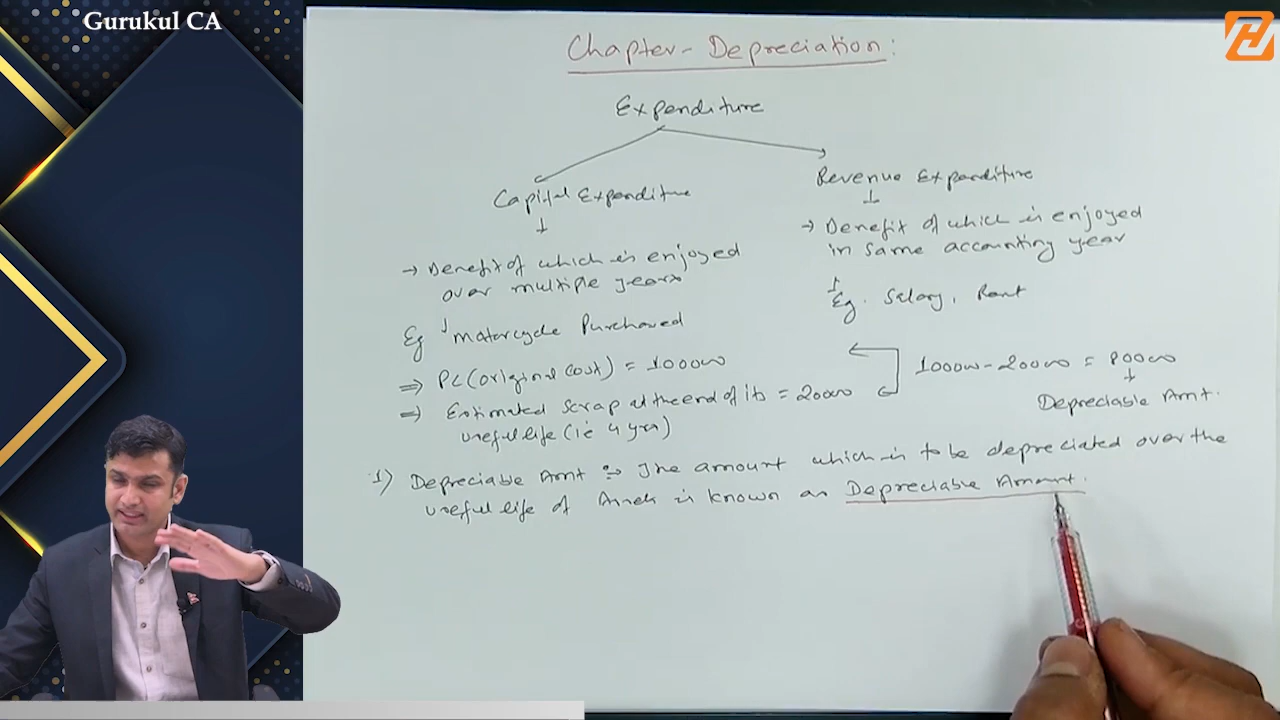 Gurukul CA
Chapter - Depreciation:
Expenditure
Capital Expenditure
→ Benefit of which is enjoyed
over multiple years
Eg Motorcycle Purchased
⇒ PC (original Cost) = 100000
⇒ Estimated Scrap at the end of its = 20000
useful life (ie 4 yrs)
Revenue Expenditure
→ Benefit of which is enjoyed
in same accounting year
Eg. Salary, Rent
100000 - 20000 = 80000
Depreciable Amt.
1) Depreciable Amt :- The amount which is to be depreciated over the
useful life of Assets is known as Depreciable Amount.